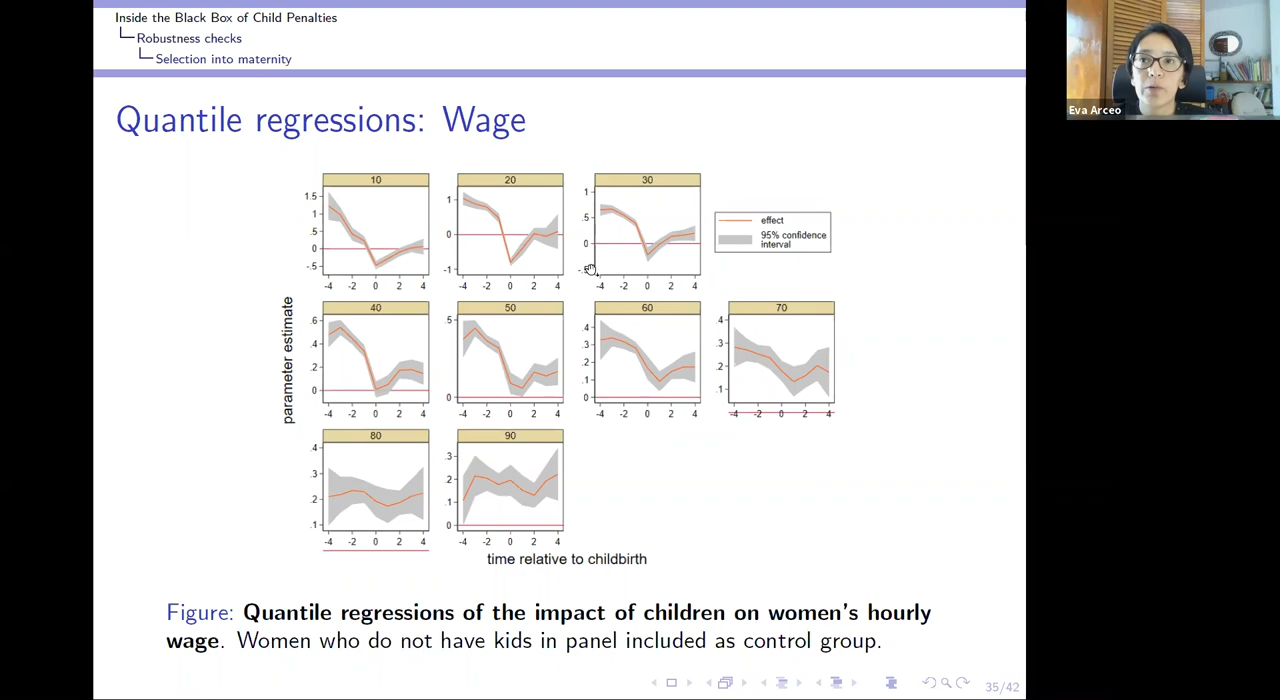 Inside the Black Box of Child Penalties
Robustness checks
Selection into maternity
Eva Arceo
Quantile regressions: Wage
10
20
30
1.5
1
.5
0
-.5
1
0
-1
1
.5
0
effect
95% confidence
interval
-4 -2 0 2 4
-4 -2 0 2 4
-4 -2 0 2 4
parameter estimate
40
50
60
70
.6
.4
.2
0
.5
0
.4
.3
.2
.1
0
.4
.3
.2
.1
-4 -2 0 2 4
-4 -2 0 2 4
-4 -2 0 2 4
-4 -2 0 2 4
80
90
.4
.3
.2
.1
.3
.2
.1
0
-4 -2 0 2 4
-4 -2 0 2 4
time relative to childbirth
Figure: Quantile regressions of the impact of children on women's hourly
wage. Women who do not have kids in panel included as control group.
35/42